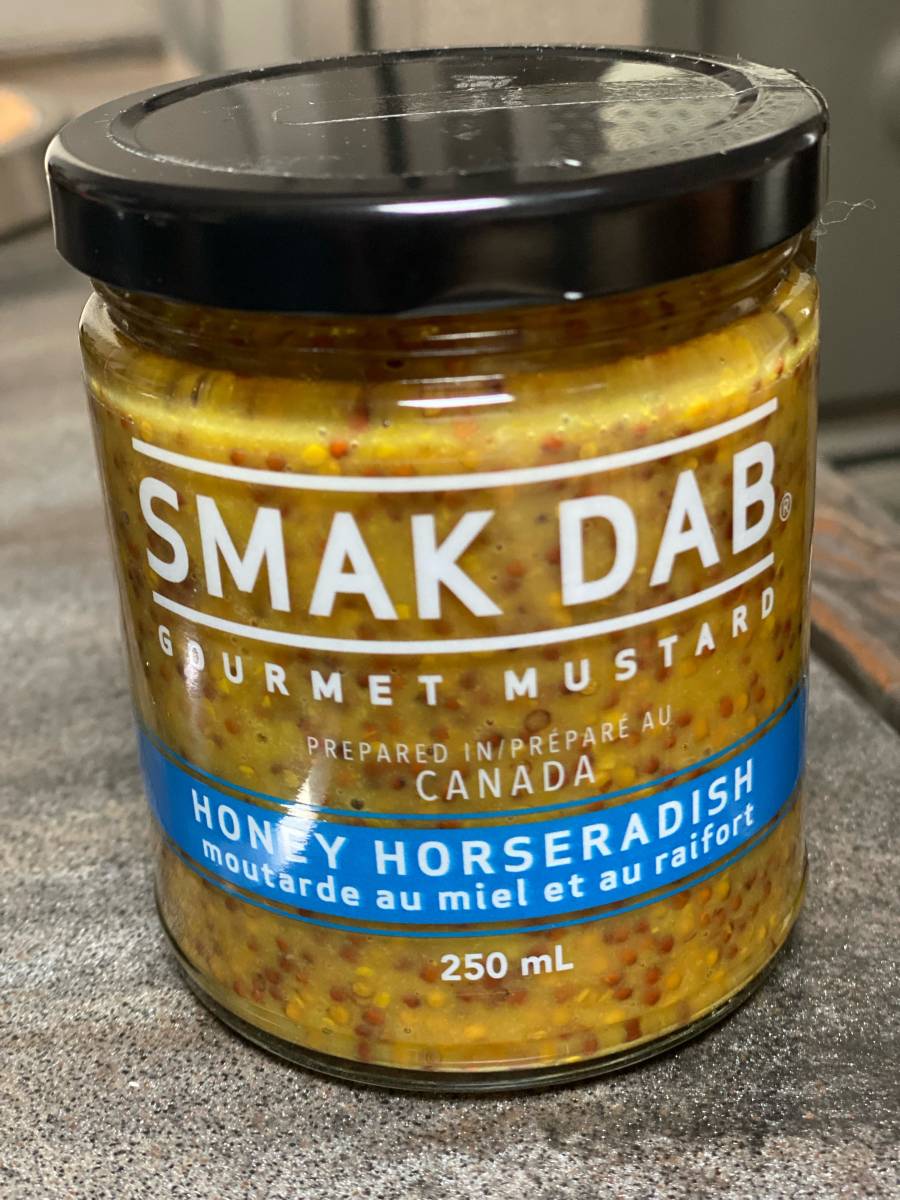 SMAK DAB®
GOURMET MUSTARD
PREPARED IN/PRÉPARÉ AU
CANADA
HONEY HORSERADISH
moutarde au miel et au raifort
250 mL